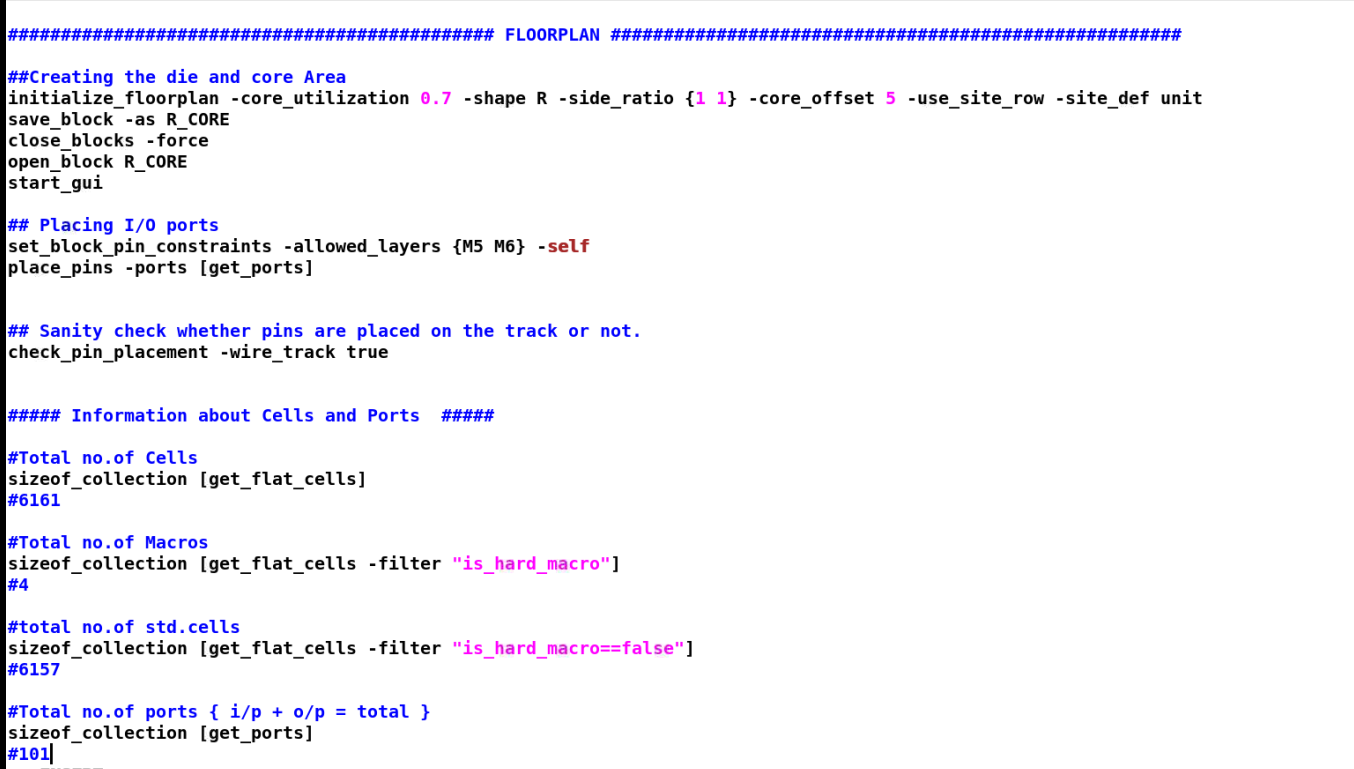 ############################################## FLOORPLAN ######################################################
##Creating the die and core Area
initialize_floorplan -core_utilization 0.7 -shape R -side_ratio {1 1} -core_offset 5 -use_site_row -site_def unit
save_block -as R_CORE
close_blocks -force
open_block R_CORE
start_gui
## Placing I/O ports
set_block_pin_constraints -allowed_layers {M5 M6} -self
place_pins -ports [get_ports]
## Sanity check whether pins are placed on the track or not.
check_pin_placement -wire_track true
##### Information about Cells and Ports  #####
#Total no.of Cells
sizeof_collection [get_flat_cells]
#6161
#Total no.of Macros
sizeof_collection [get_flat_cells -filter "is_hard_macro"]
#4
#total no.of std.cells
sizeof_collection [get_flat_cells -filter "is_hard_macro==false"]
#6157
#Total no.of ports { i/p + o/p = total }
sizeof_collection [get_ports]
#101